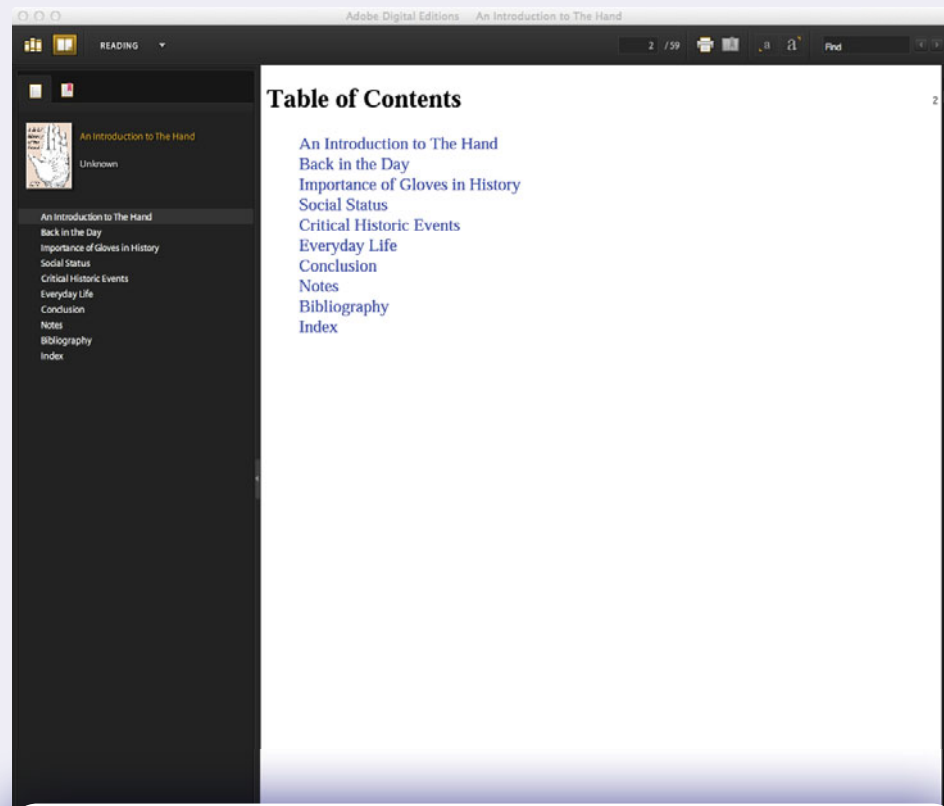 Adobe Digital Editions An Introduction to The Hand
READING 2 /59 a a Find
An Introduction to The Hand
Unknown
An Introduction to The Hand
Back in the Day
Importance of Gloves in History
Social Status
Critical Historic Events
Everyday Life
Conclusion
Notes
Bibliography
Index
Table of Contents
2
An Introduction to The Hand
Back in the Day
Importance of Gloves in History
Social Status
Critical Historic Events
Everyday Life
Conclusion
Notes
Bibliography
Index